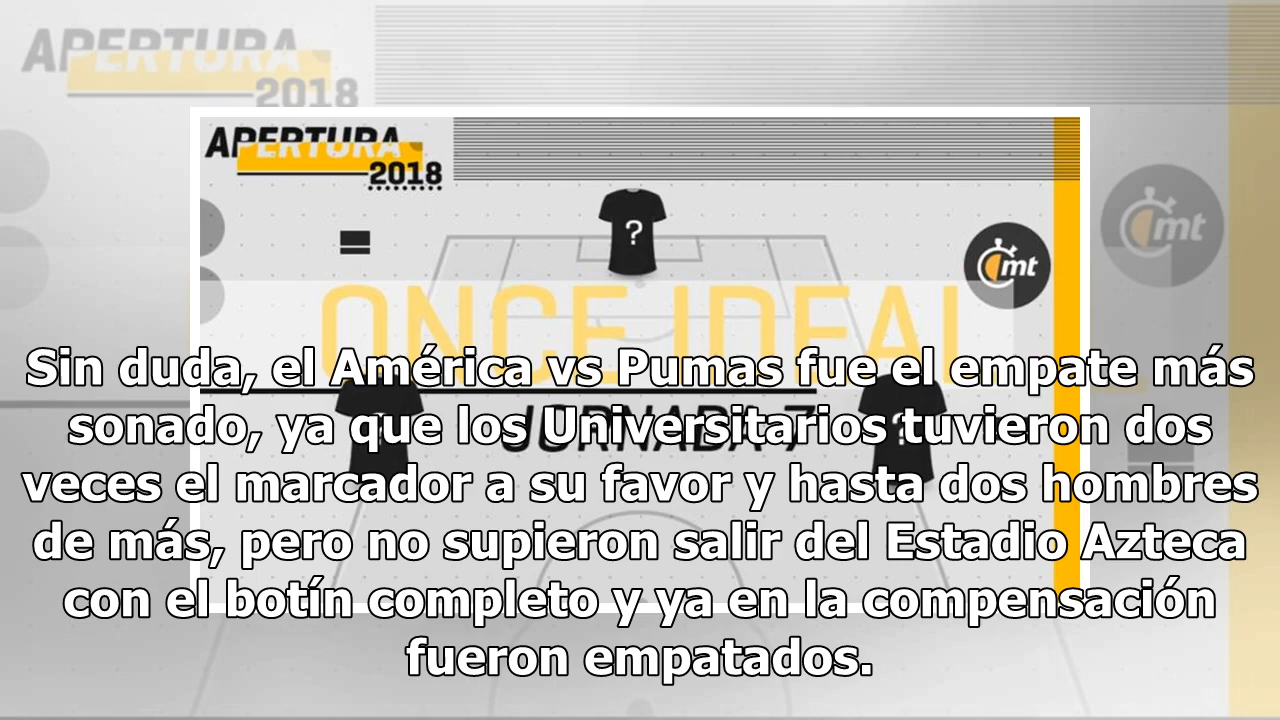 APERTURA
2018
APERTURA
2018
?
mt
mt
ONCE IDEAL
JORNADA 7
?
Sin duda, el América vs Pumas fue el empate más
sonado, ya que los Universitarios tuvieron dos
veces el marcador a su favor y hasta dos hombres
de más, pero no supieron salir del Estadio Azteca
con el botín completo y ya en la compensación
fueron empatados.